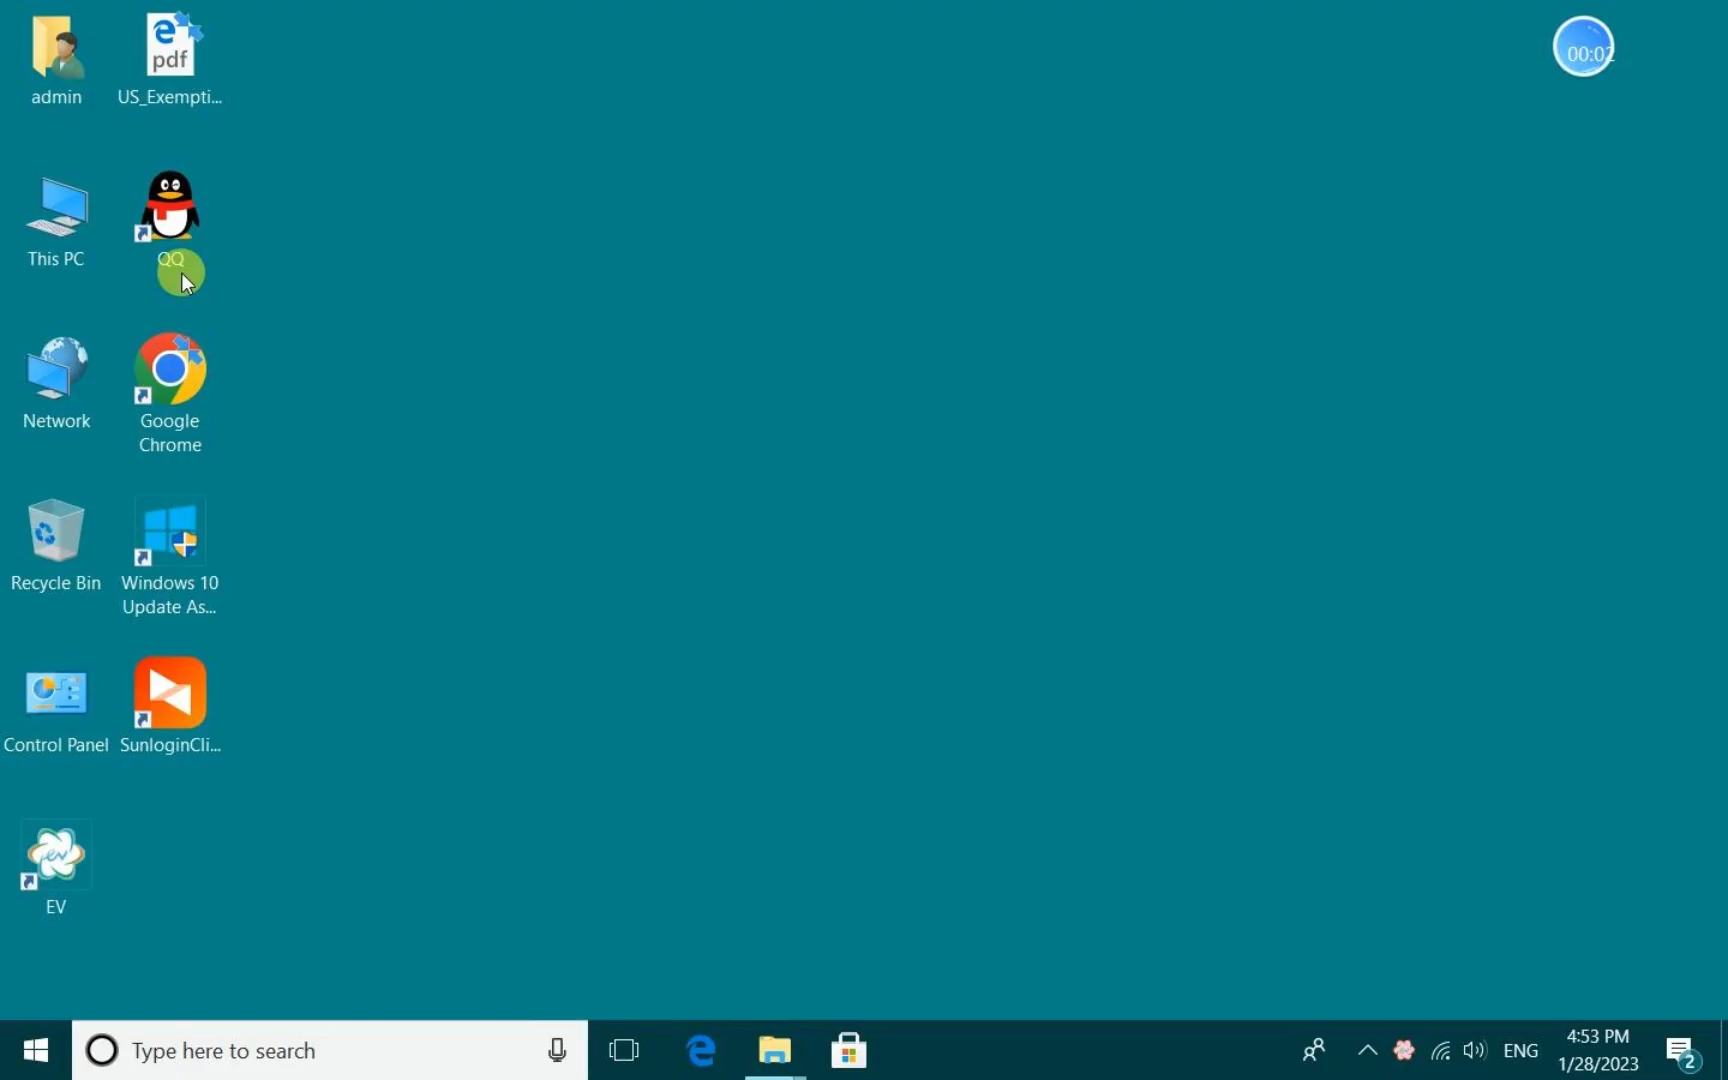 admin
pdf
US_Exempti...
00:02
This PC
QQ
Network
Google
Chrome
Recycle Bin
Windows 10
Update As...
Control Panel
SunloginCli...
ev
EV
Type here to search
ENG
4:53 PM
1/28/2023
2